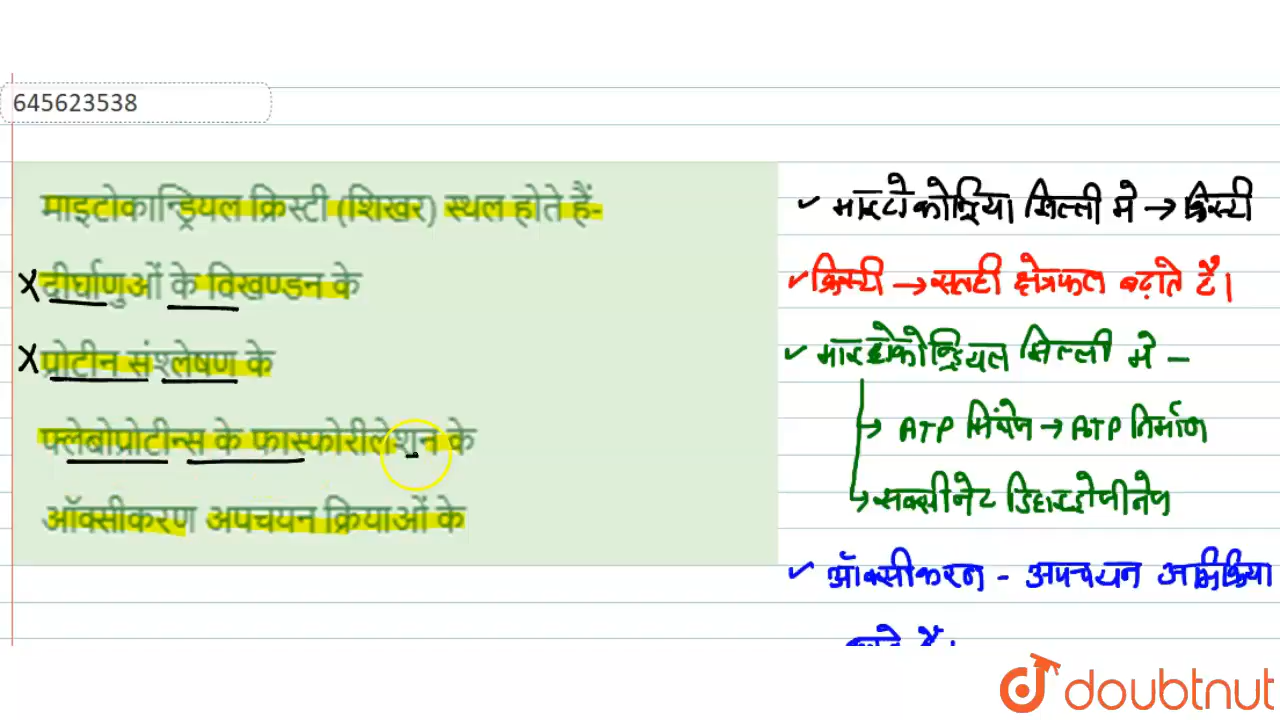 645623538
माइटोकान्ड्रियल क्रिस्टी (शिखर) स्थल होते हैं-
X दीर्घाणुओं के विखण्डन के
X प्रोटीन संश्लेषण के
फ्लेबोप्रोटीन्स के फास्फोरीलेशन के
ऑक्सीकरण अपचयन क्रियाओं के
माइटोकोंड्रिया झिल्ली मे → क्रिस्टी
क्रिस्टी → सतही क्षेत्रफल बढ़ाते है।
माइटोकोन्ड्रियल झिल्ली मे -
→ ATP → ATP निर्माण
→ सक्सीनेट डिहाइड्रोजीनेज
ऑक्सीकरन - अपचयन अभिक्रिया
doubtnut